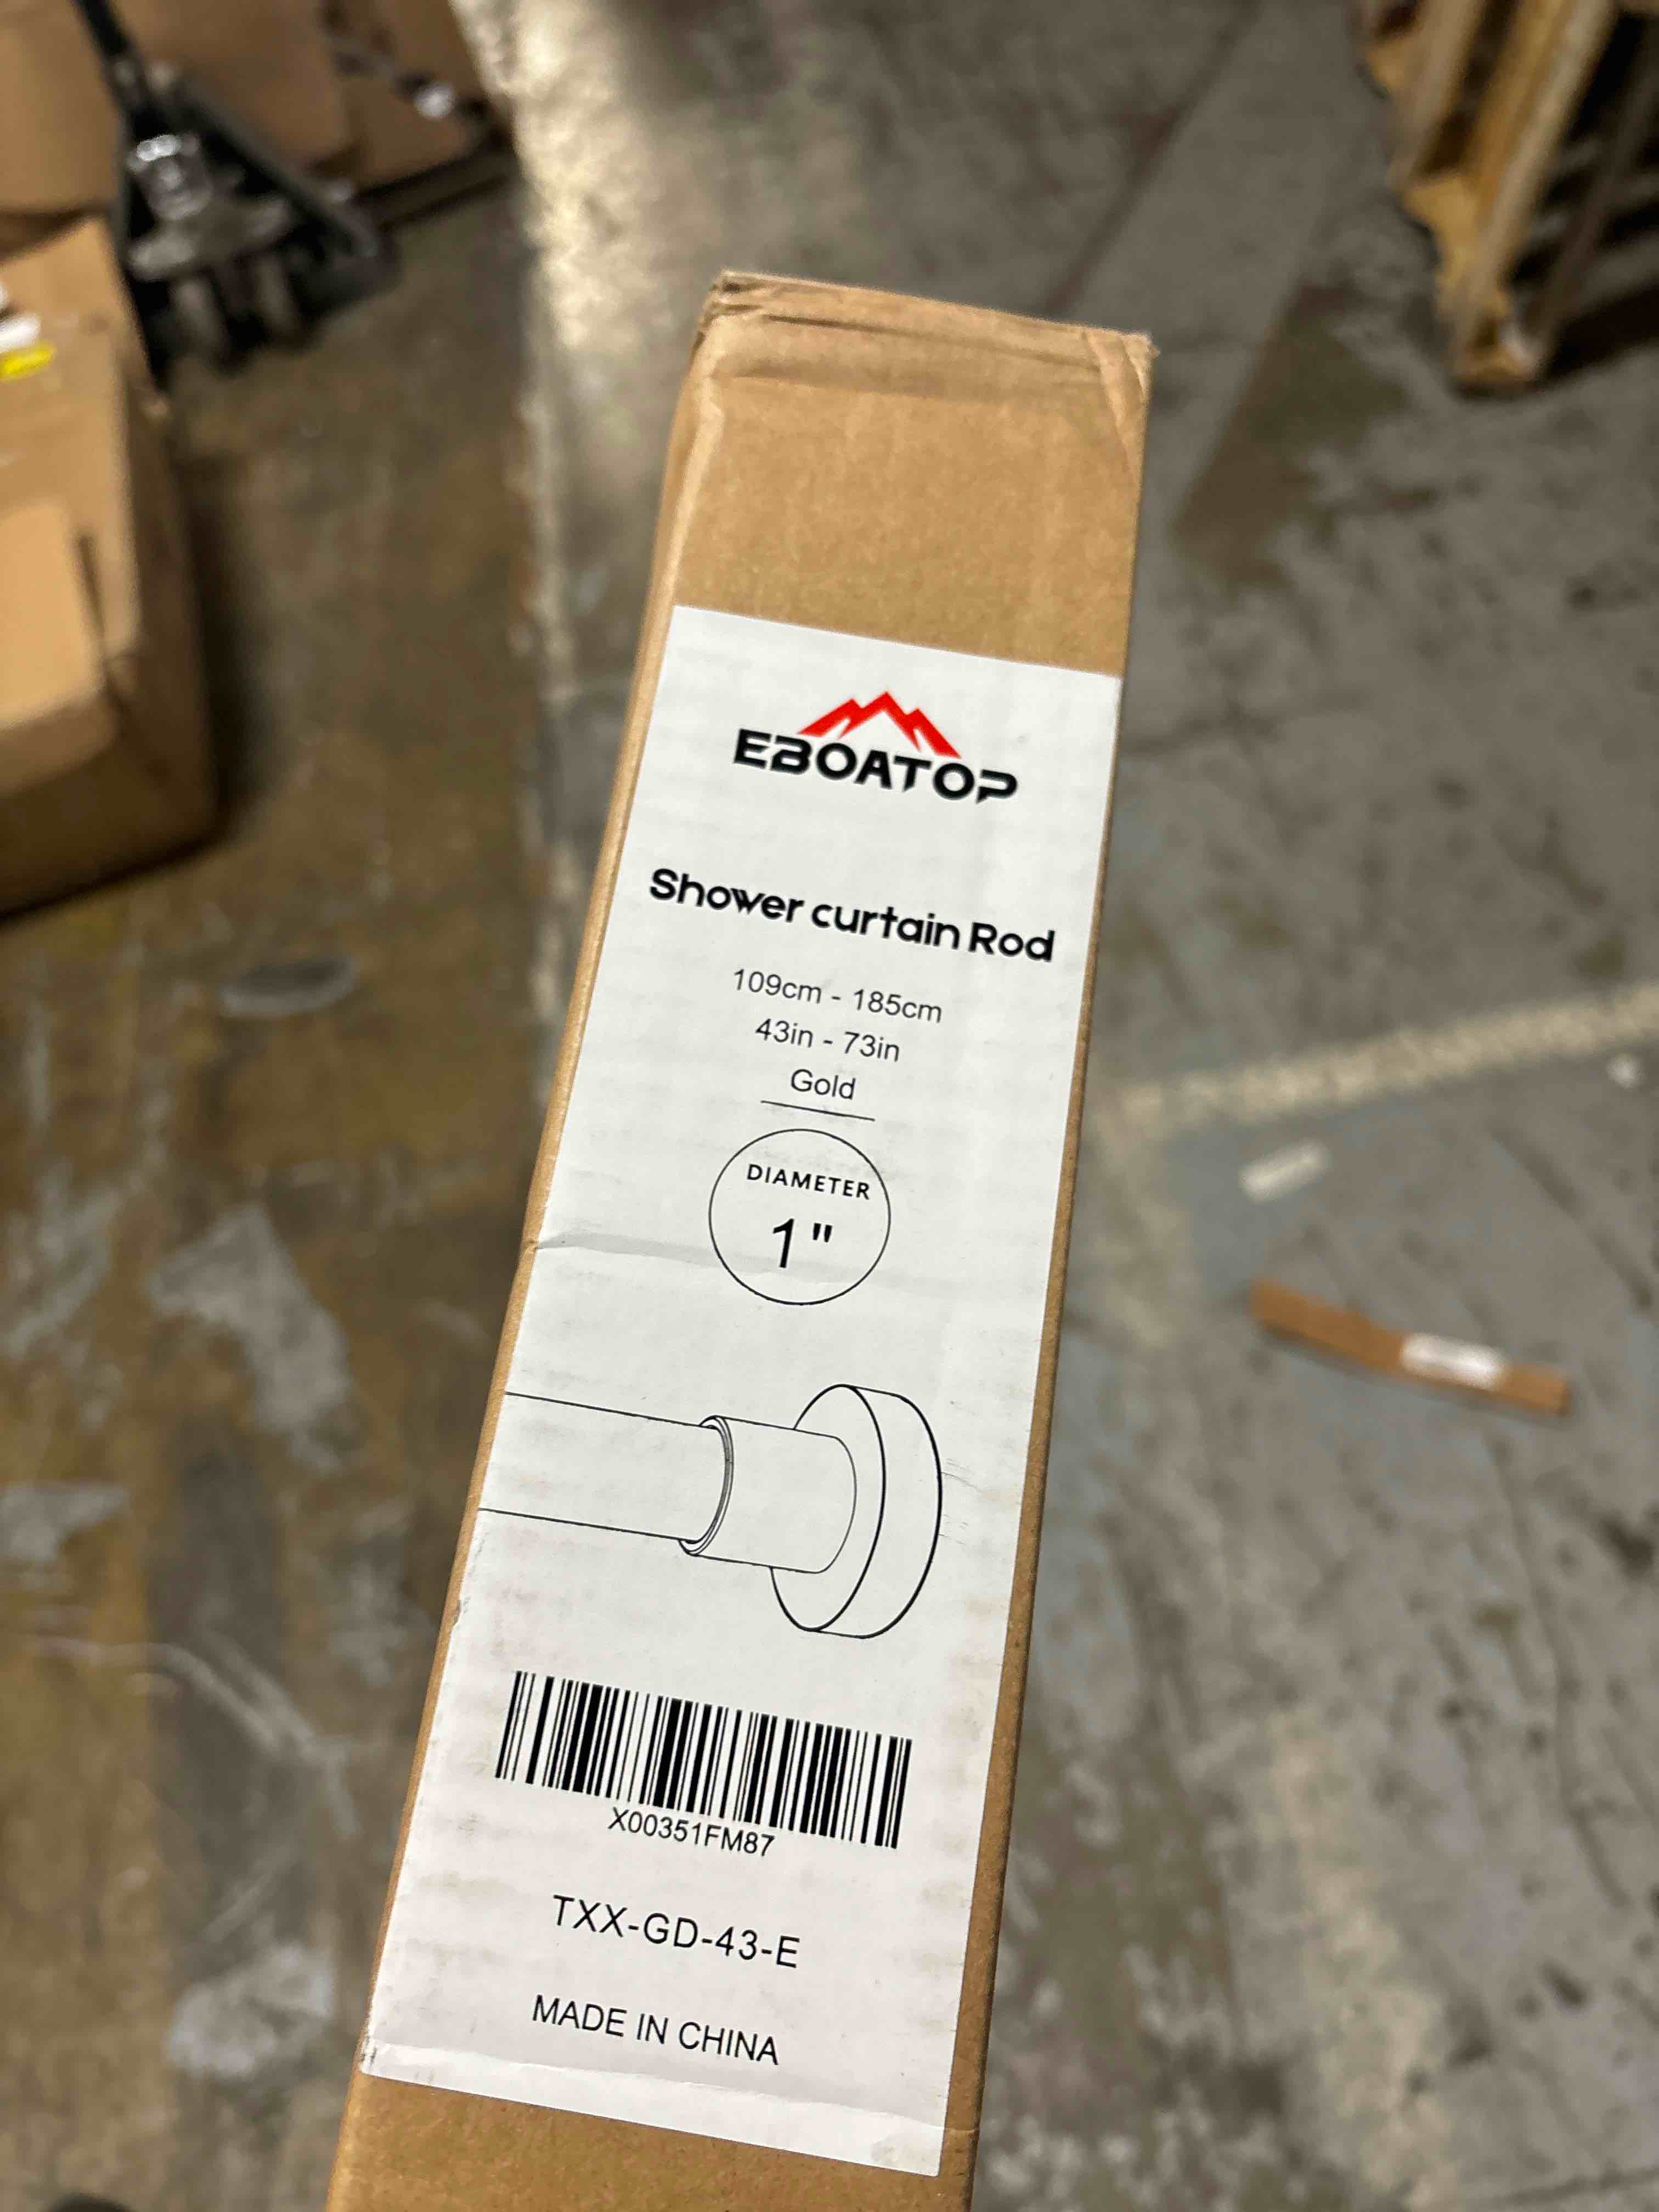 EBOATOP
Shower curtain Rod
109cm - 185cm
43in - 73in
Gold
DIAMETER
1"
X00351FM87
TXX-GD-43-E
MADE IN CHINA